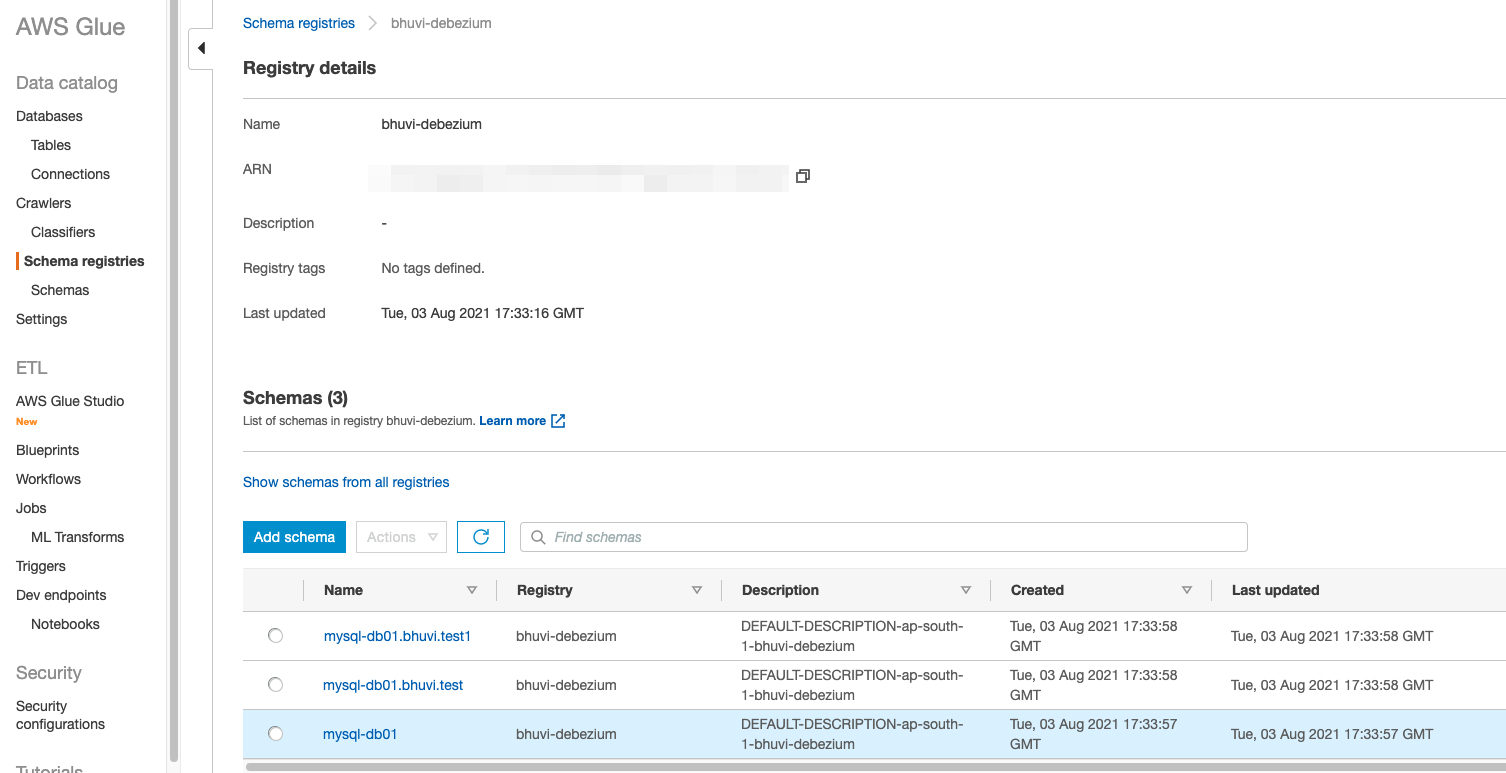 AWS Glue
Data catalog
Databases
Tables
Connections
Crawlers
Classifiers
Schema registries
Schemas
Settings
ETL
AWS Glue Studio
New
Blueprints
Workflows
Jobs
ML Transforms
Triggers
Dev endpoints
Notebooks
Security
Security
configurations
Tutorials
Schema registries bhuvi-debezium
Registry details
Name bhuvi-debezium
ARN
Description -
Registry tags No tags defined.
Last updated Tue, 03 Aug 2021 17:33:16 GMT
Schemas (3)
List of schemas in registry bhuvi-debezium. Learn more
Show schemas from all registries
Add schema Actions Find schemas
Name Registry Description Created Last updated
mysql-db01.bhuvi.test1 bhuvi-debezium DEFAULT-DESCRIPTION-ap-south- Tue, 03 Aug 2021 17:33:58 Tue, 03 Aug 2021 17:33:58 GMT
1-bhuvi-debezium GMT
mysql-db01.bhuvi.test bhuvi-debezium DEFAULT-DESCRIPTION-ap-south- Tue, 03 Aug 2021 17:33:58 Tue, 03 Aug 2021 17:33:58 GMT
1-bhuvi-debezium GMT
mysql-db01 bhuvi-debezium DEFAULT-DESCRIPTION-ap-south- Tue, 03 Aug 2021 17:33:57 Tue, 03 Aug 2021 17:33:57 GMT
1-bhuvi-debezium GMT